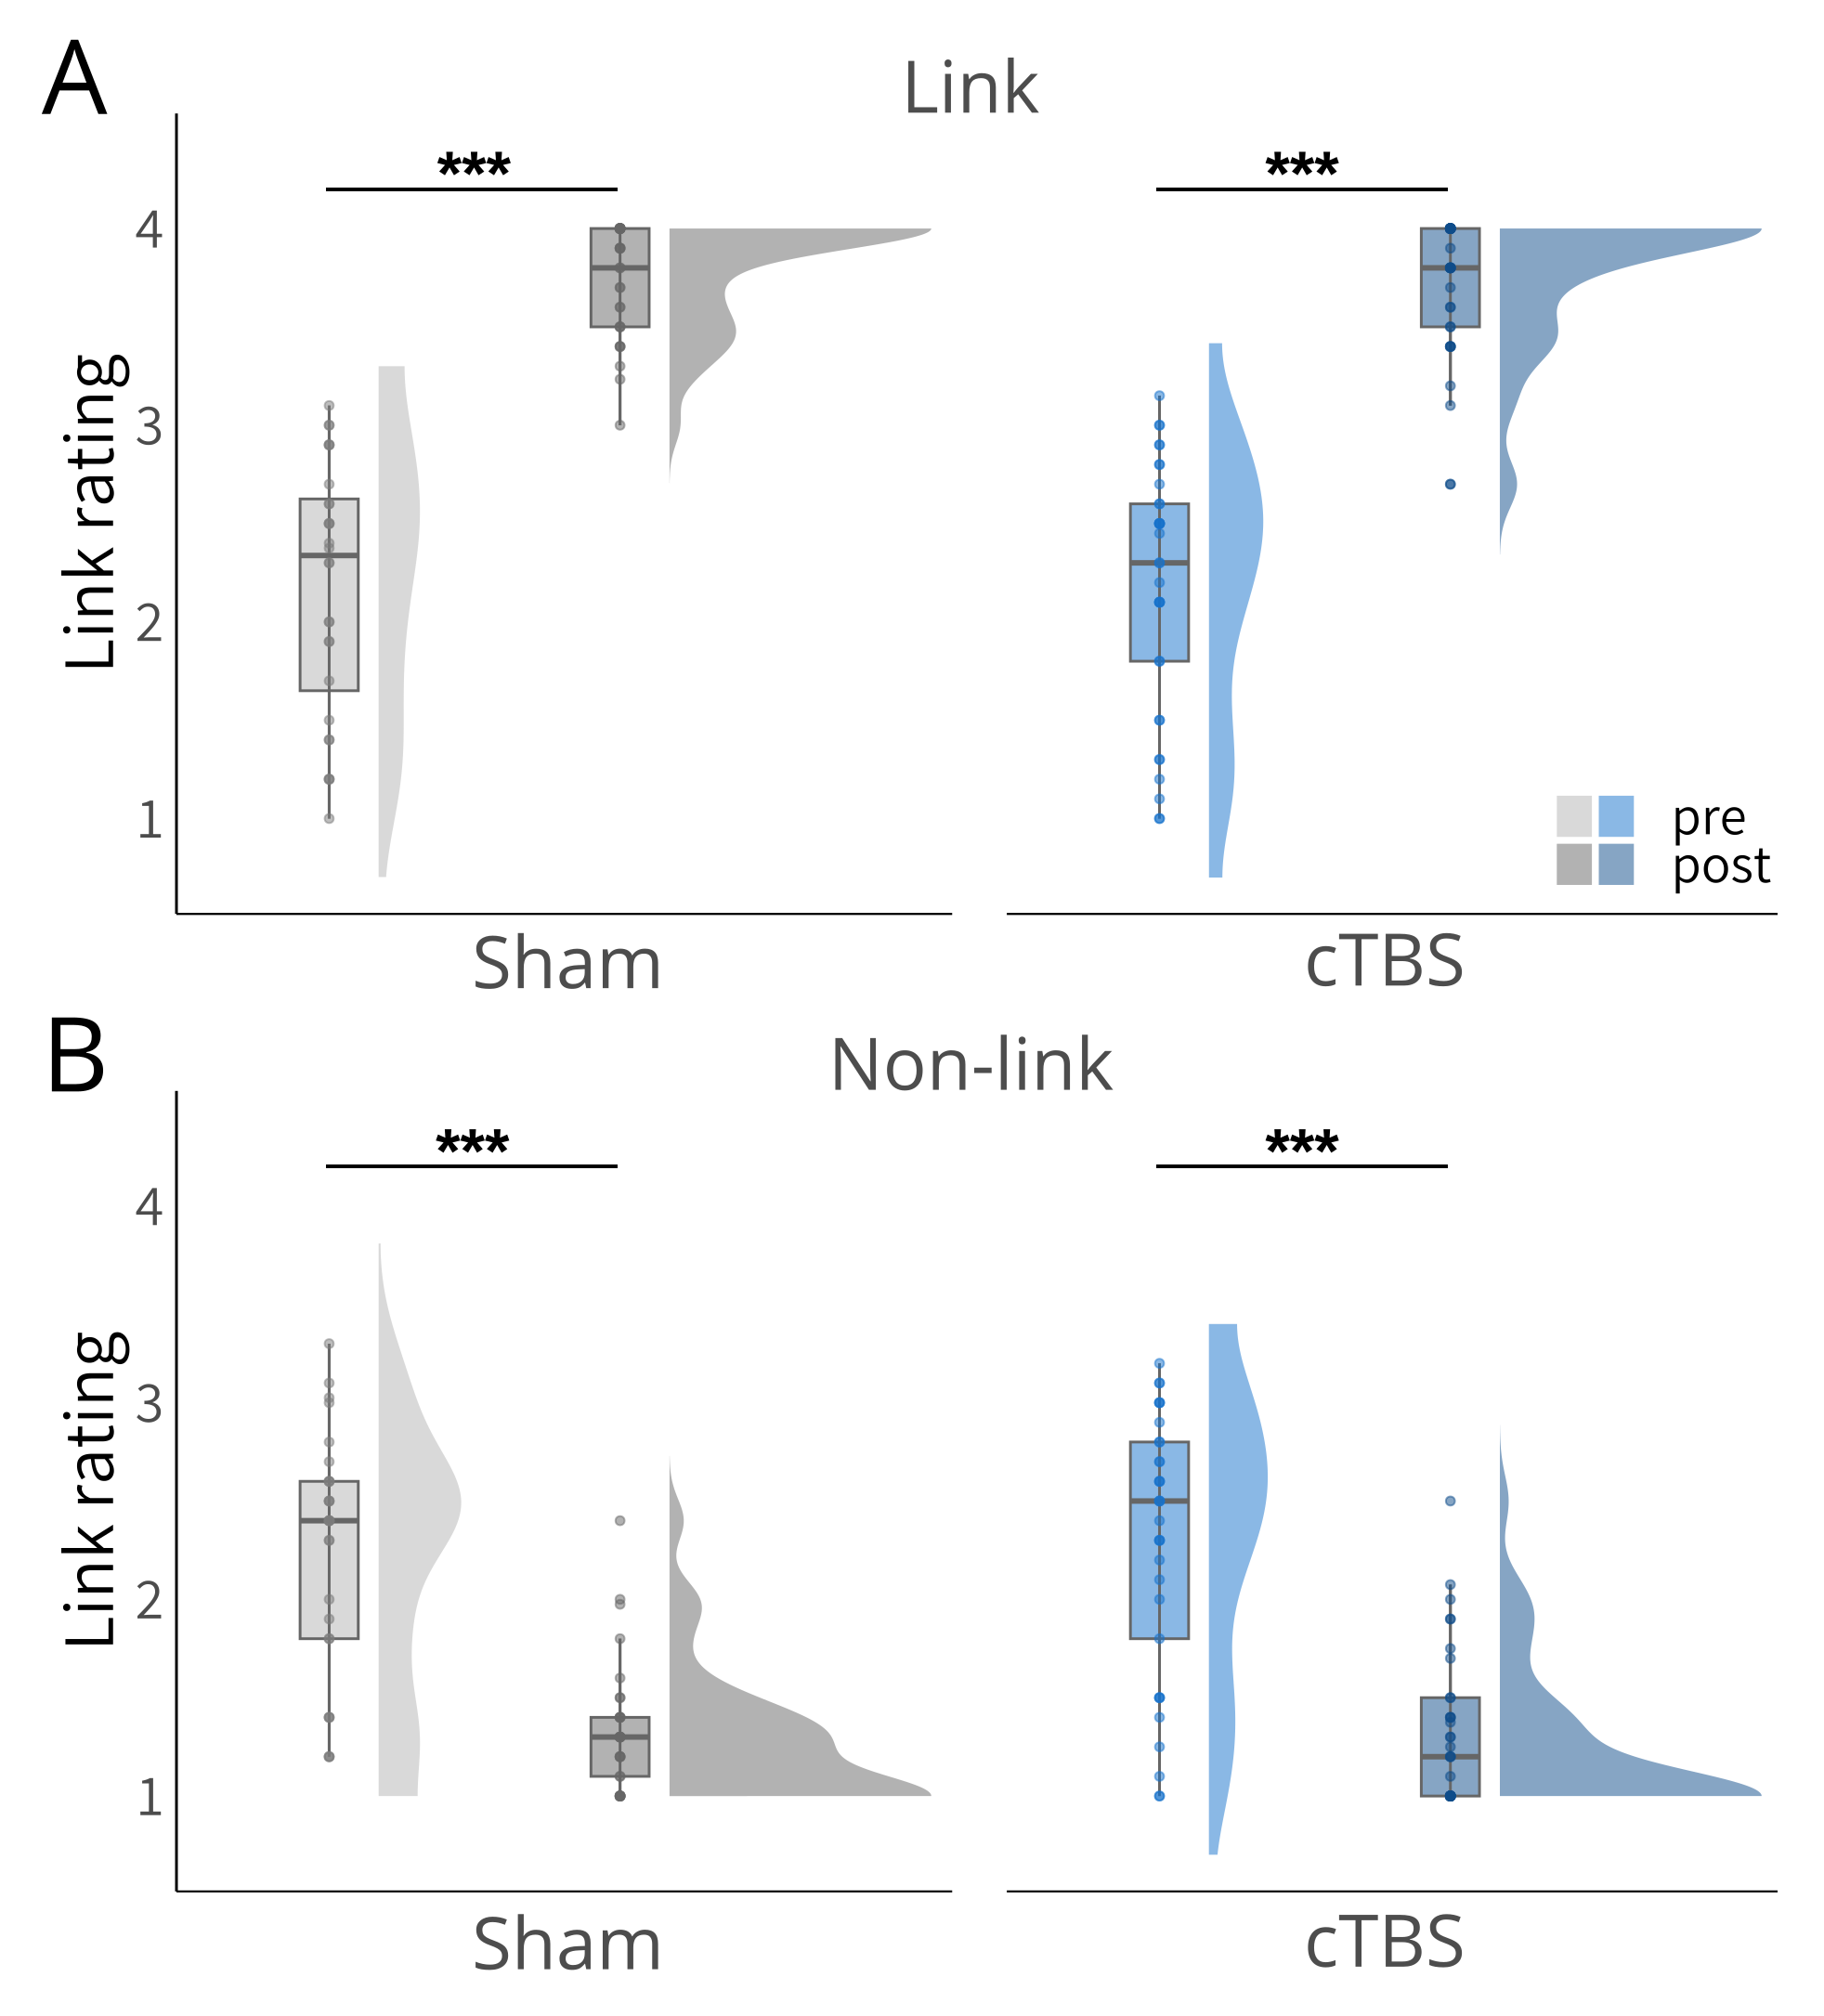 A
Link
*** ***
Link rating
4
3
2
1
pre
post
Sham cTBS
B
Non-link
*** ***
Link rating
4
3
2
1
Sham cTBS